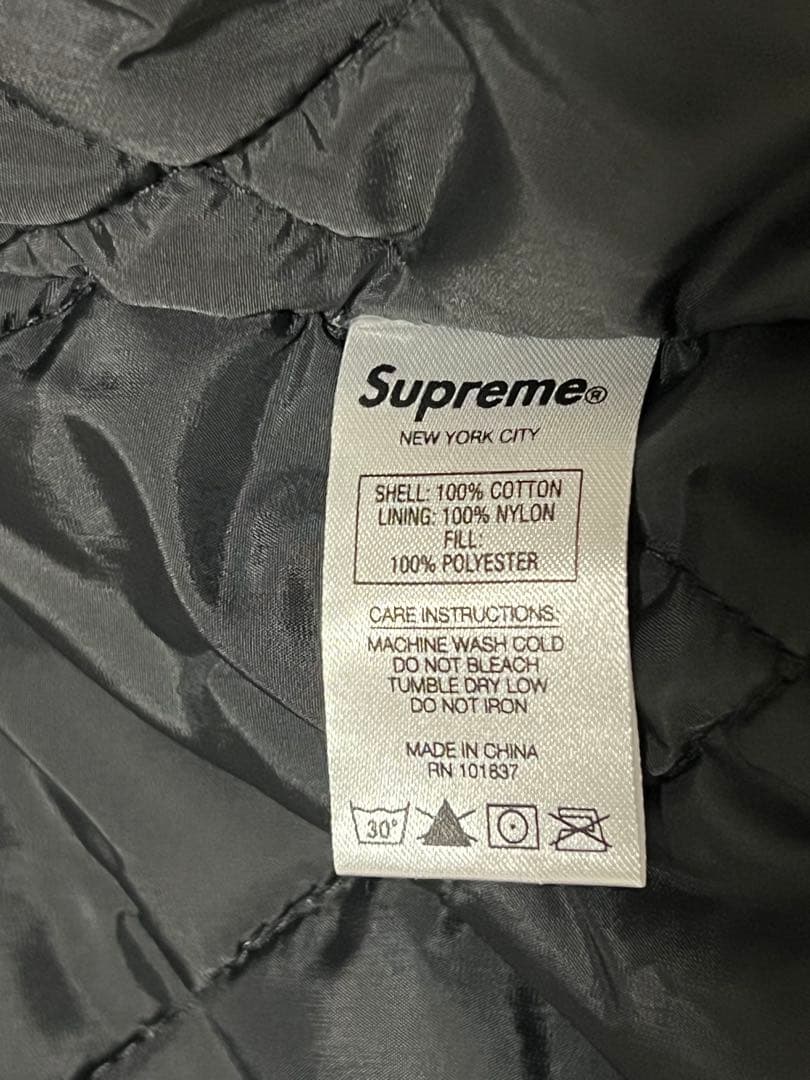 Supreme®
NEW YORK CITY
SHELL: 100% COTTON
LINING: 100% NYLON
FILL:
100% POLYESTER
CARE INSTRUCTIONS:
MACHINE WASH COLD
DO NOT BLEACH
TUMBLE DRY LOW
DO NOT IRON
MADE IN CHINA
RN 101837
30°